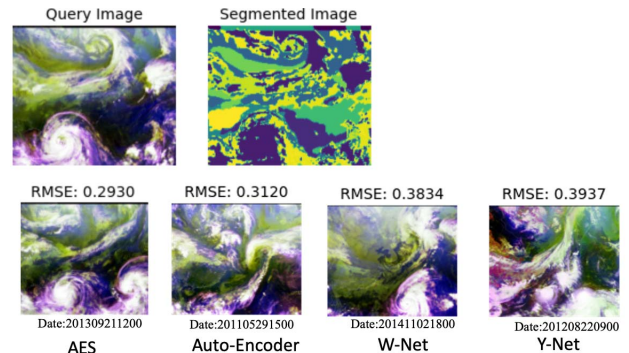 Query Image
Segmented Image
RMSE: 0.2930
RMSE: 0.3120
RMSE: 0.3834
RMSE: 0.3937
Date:201309211200
Date:201105291500
Date:201411021800
Date:201208220900
AES
Auto-Encoder
W-Net
Y-Net